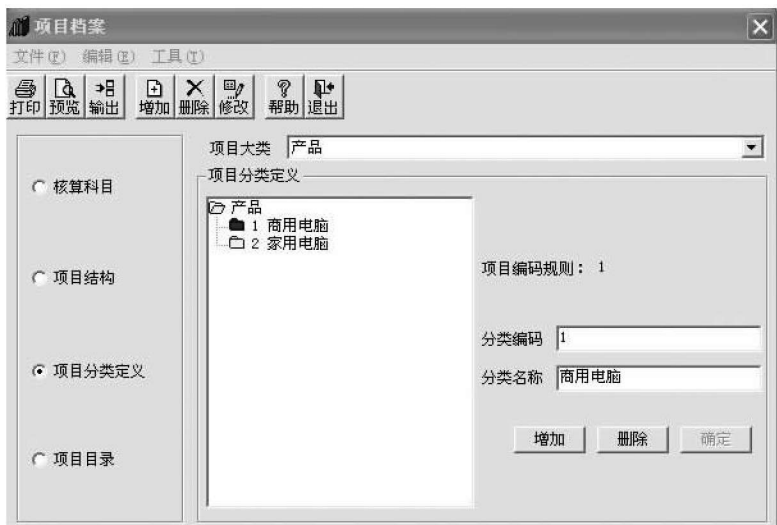 项目档案
文件(F) 编辑(E) 工具(T)
打印 预览 输出 增加 删除 修改 帮助 退出
项目大类 产品
核算科目
项目结构
项目分类定义
项目目录
项目分类定义
产品
1 商用电脑
2 家用电脑
项目编码规则: 1
分类编码 1
分类名称 商用电脑
增加 删除 确定